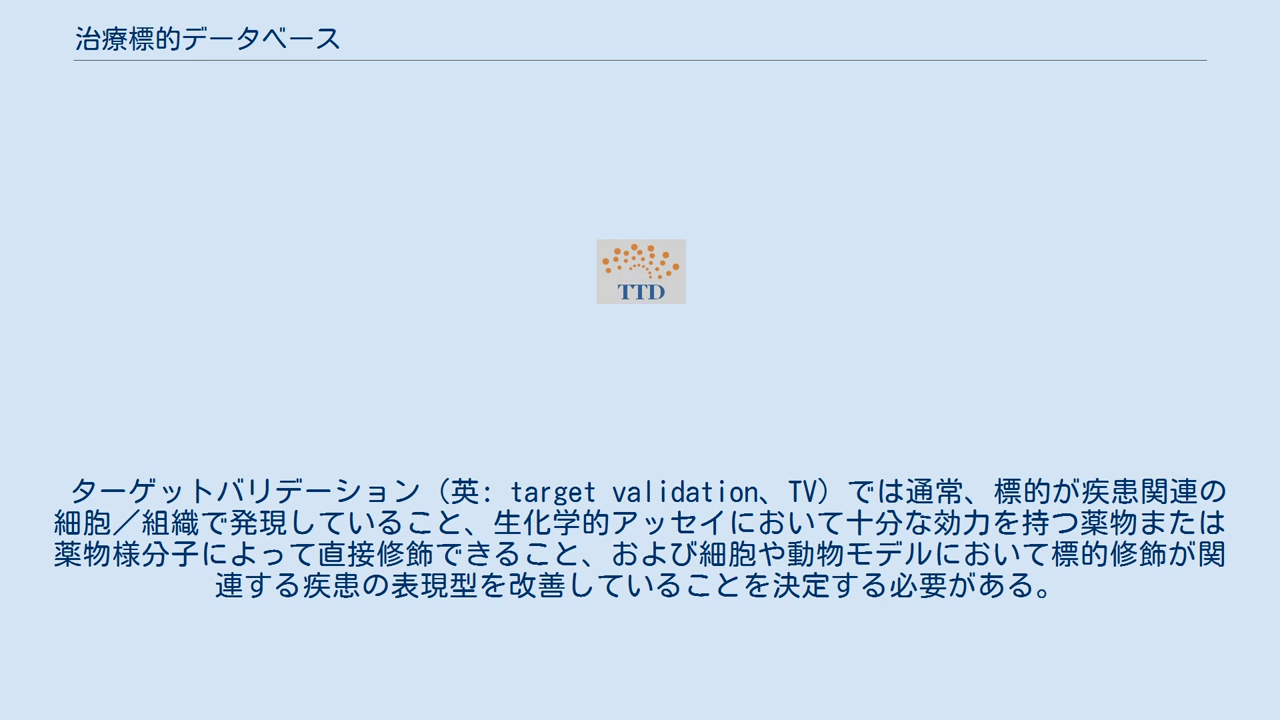 治療標的データベース
TTD
ターゲットバリデーション（英: target validation、TV）では通常、標的が疾患関連の
細胞／組織で発現していること、生化学的アッセイにおいて十分な効力を持つ薬物または
薬物様分子によって直接修飾できること、および細胞や動物モデルにおいて標的修飾が関
連する疾患の表現型を改善していることを決定する必要がある。